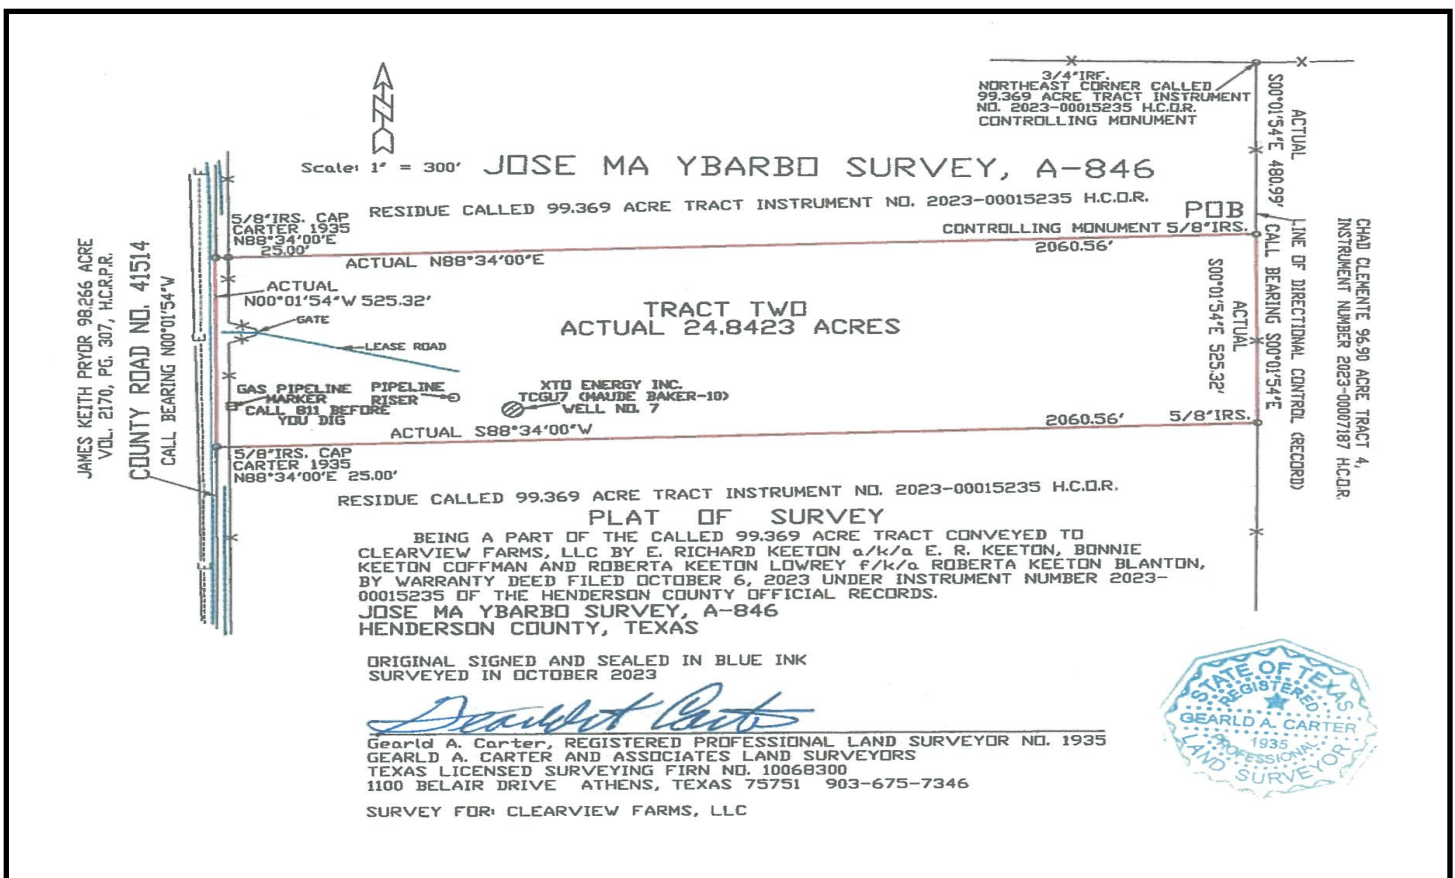 3/4"IRF.
NORTHEAST CORNER CALLED
99.369 ACRE TRACT INSTRUMENT
NO. 2023-00015235 H.C.O.R.
CONTROLLING MONUMENT
ACTUAL
S00°01'54"E 480.99'
Scale: 1" = 300'
JOSE MA YBARBO SURVEY, A-846
RESIDUE CALLED 99.369 ACRE TRACT INSTRUMENT NO. 2023-00015235 H.C.O.R.
POB
CONTROLLING MONUMENT 5/8"IRS.
5/8"IRS. CAP
CARTER 1935
N88°34'00"E
25.00'
ACTUAL N88°34'00"E
2060.56'
ACTUAL
N00°01'54"W 525.32'
GATE
LEASE ROAD
TRACT TWO
ACTUAL 24.8423 ACRES
JAMES KEITH PRYOR 98.266 ACRE
VOL. 2170, PG. 307, H.C.R.P.R.
COUNTY ROAD NO. 41514
CALL BEARING N00°01'54"W
E
E
E
GAS PIPELINE
MARKER
CALL 811 BEFORE
YOU DIG
PIPELINE
RISER
XTO ENERGY INC.
TCGU7 (MAUDE BAKER-10)
WELL NO. 7
ACTUAL
S00°01'54"E 525.32'
CALL BEARING S00°01'54"E
LINE OF DIRECTIONAL CONTROL (RECORD)
CHAD CLEMENTE 96.90 ACRE TRACT 4,
INSTRUMENT NUMBER 2023-00007187 H.C.O.R.
ACTUAL S88°34'00"W
2060.56'
5/8"IRS.
5/8"IRS. CAP
CARTER 1935
N88°34'00"E 25.00'
RESIDUE CALLED 99.369 ACRE TRACT INSTRUMENT NO. 2023-00015235 H.C.O.R.
PLAT OF SURVEY
BEING A PART OF THE CALLED 99.369 ACRE TRACT CONVEYED TO
CLEARVIEW FARMS, LLC BY E. RICHARD KEETON a/k/a E. R. KEETON, BONNIE
KEETON COFFMAN AND ROBERTA KEETON LOWREY f/k/a ROBERTA KEETON BLANTON,
BY WARRANTY DEED FILED OCTOBER 6, 2023 UNDER INSTRUMENT NUMBER 2023-
00015235 OF THE HENDERSON COUNTY OFFICIAL RECORDS.
JOSE MA YBARBO SURVEY, A-846
HENDERSON COUNTY, TEXAS
ORIGINAL SIGNED AND SEALED IN BLUE INK
SURVEYED IN OCTOBER 2023
Gearld A. Carter, REGISTERED PROFESSIONAL LAND SURVEYOR NO. 1935
GEARLD A. CARTER AND ASSOCIATES LAND SURVEYORS
TEXAS LICENSED SURVEYING FIRN NO. 10068300
1100 BELAIR DRIVE ATHENS, TEXAS 75751 903-675-7346
SURVEY FOR: CLEARVIEW FARMS, LLC
STATE OF TEXAS
REGISTERED
GEARLD A. CARTER
1935
PROFESSIONAL
LAND SURVEYOR